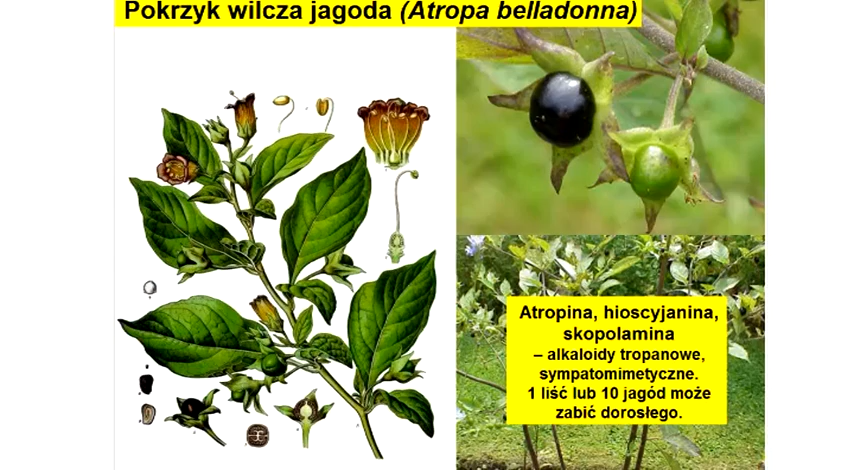 Pokrzyk wilcza jagoda (Atropa belladonna)
Atropina, hioscyjanina,
skopolamina
– alkaloidy tropanowe,
sympatomimetyczne.
1 liść lub 10 jagód może
zabić dorosłego.